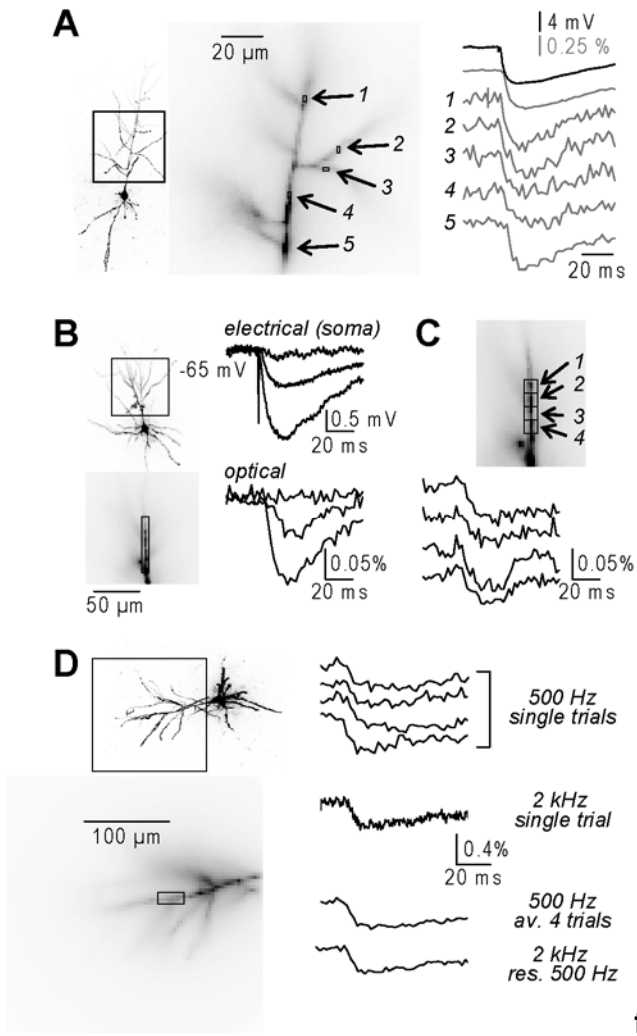 A
20 µm
1
2
3
4
5
4 mV
0.25 %
1
2
3
4
5
20 ms
B
-65 mV
electrical (soma)
0.5 mV
20 ms
optical
0.05%
20 ms
50 µm
C
1
2
3
4
0.05%
20 ms
D
500 Hz
single trials
100 µm
2 kHz
single trial
0.4%
20 ms
500 Hz
av. 4 trials
2 kHz
res. 500 Hz